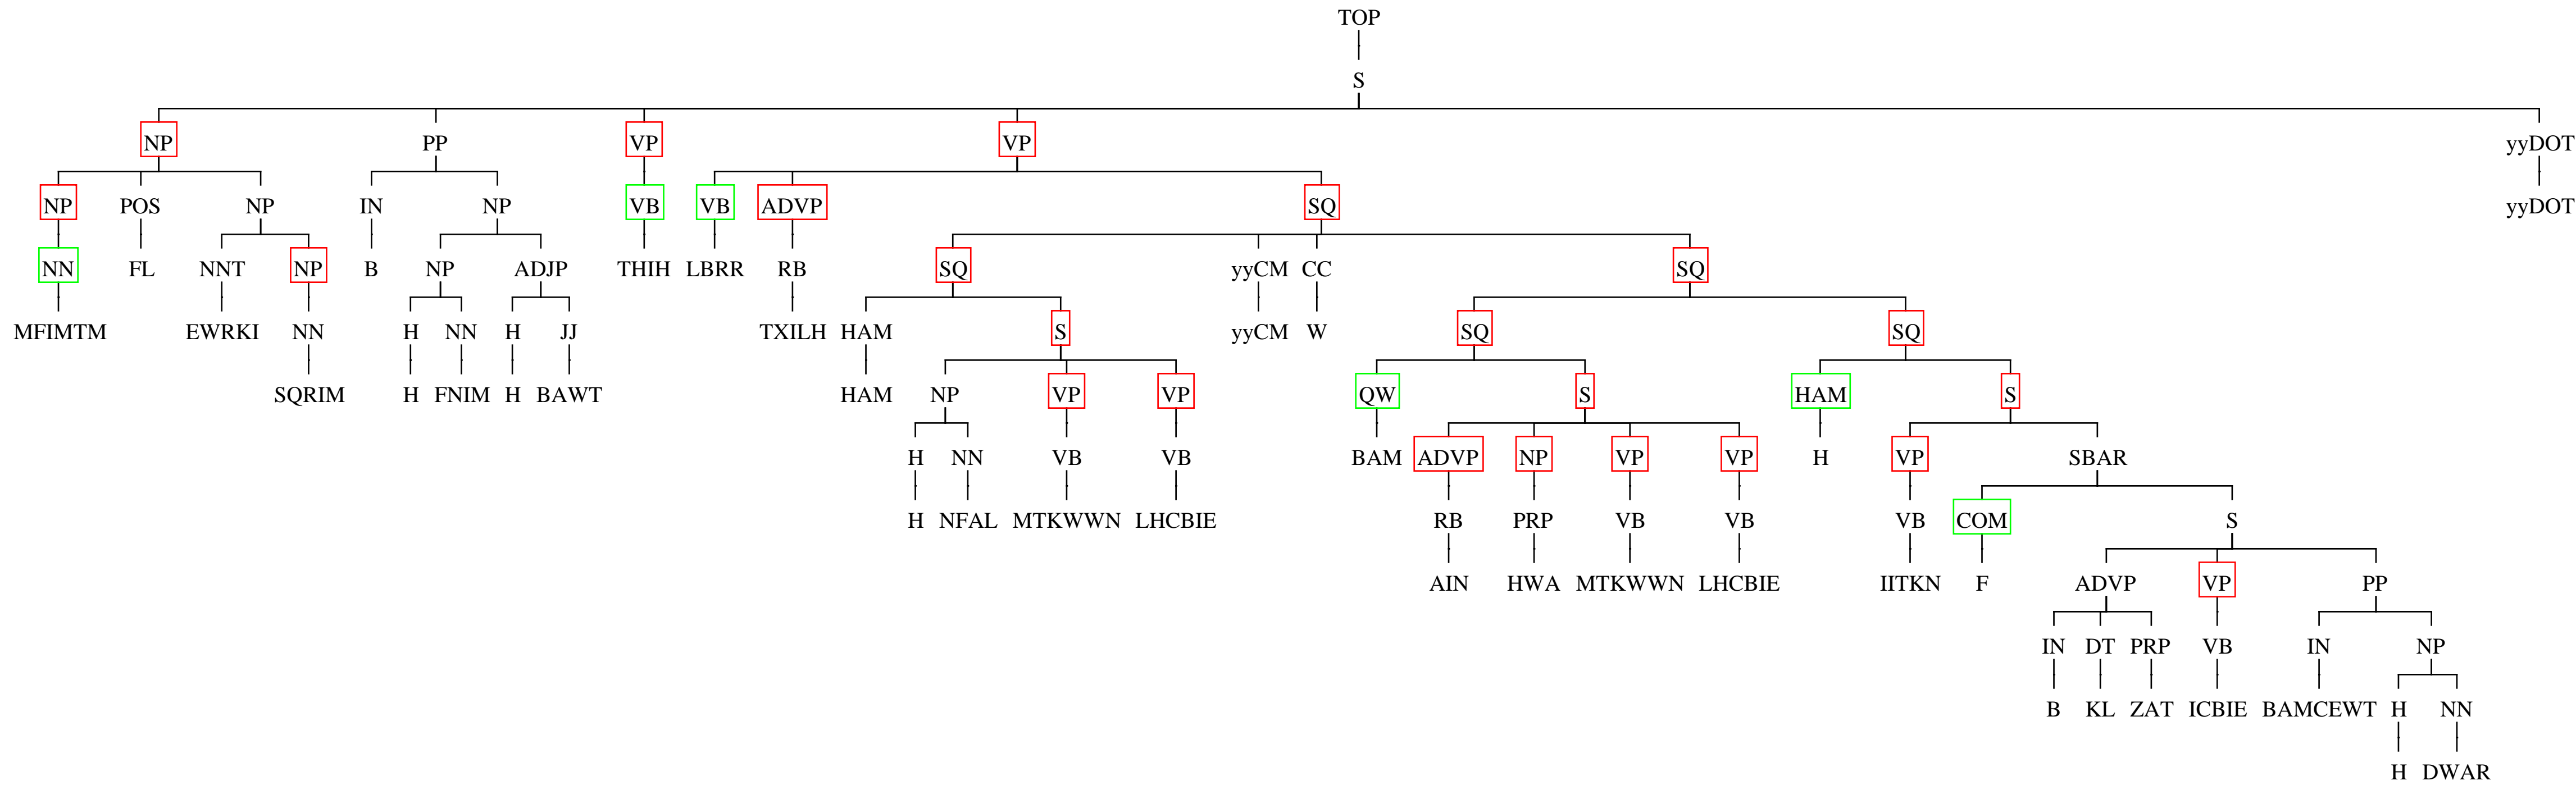 TOP
S
NP PP VP VP yyDOT
NP POS NP IN NP VB VB ADVP SQ yyDOT
NN FL NNT NP B NP ADJP THIH LBRR RB SQ yyCM CC SQ
MFIMTM EWRKI NN H NN H JJ TXILH HAM S yyCM W SQ SQ
SQRIM H FNIM H BAWT HAM NP VP VP QW S HAM S
H NN VB VB BAM ADVP NP VP VP H VP SBAR
H NFAL MTKWWN LHCBIE RB PRP VB VB VB COM S
AIN HWA MTKWWN LHCBIE IITKN F ADVP VP PP
IN DT PRP VB IN NP
B KL ZAT ICBIE BAMCEWT H NN
H DWAR